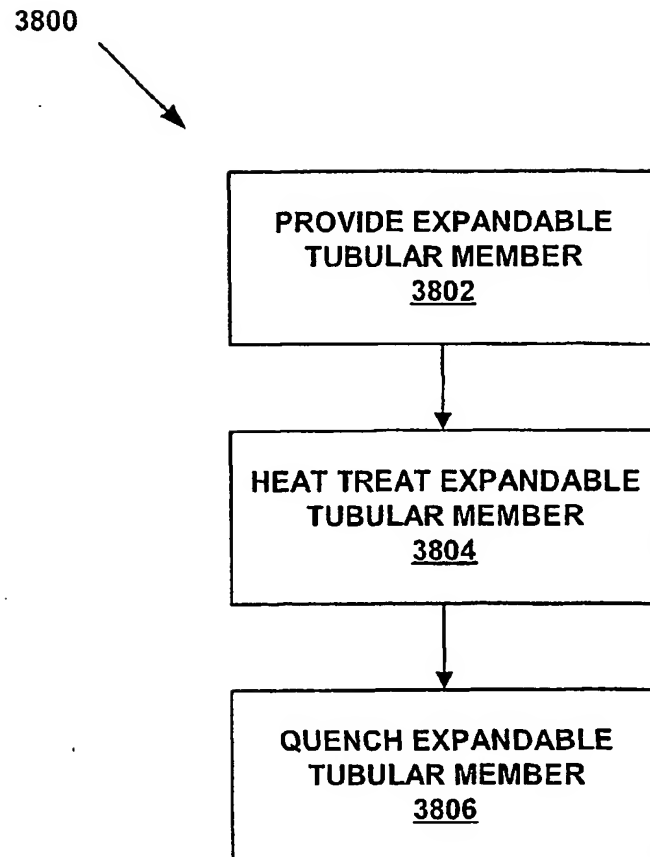 3800
PROVIDE EXPANDABLE
TUBULAR MEMBER
3802
HEAT TREAT EXPANDABLE
TUBULAR MEMBER
3804
QUENCH EXPANDABLE
TUBULAR MEMBER
3806